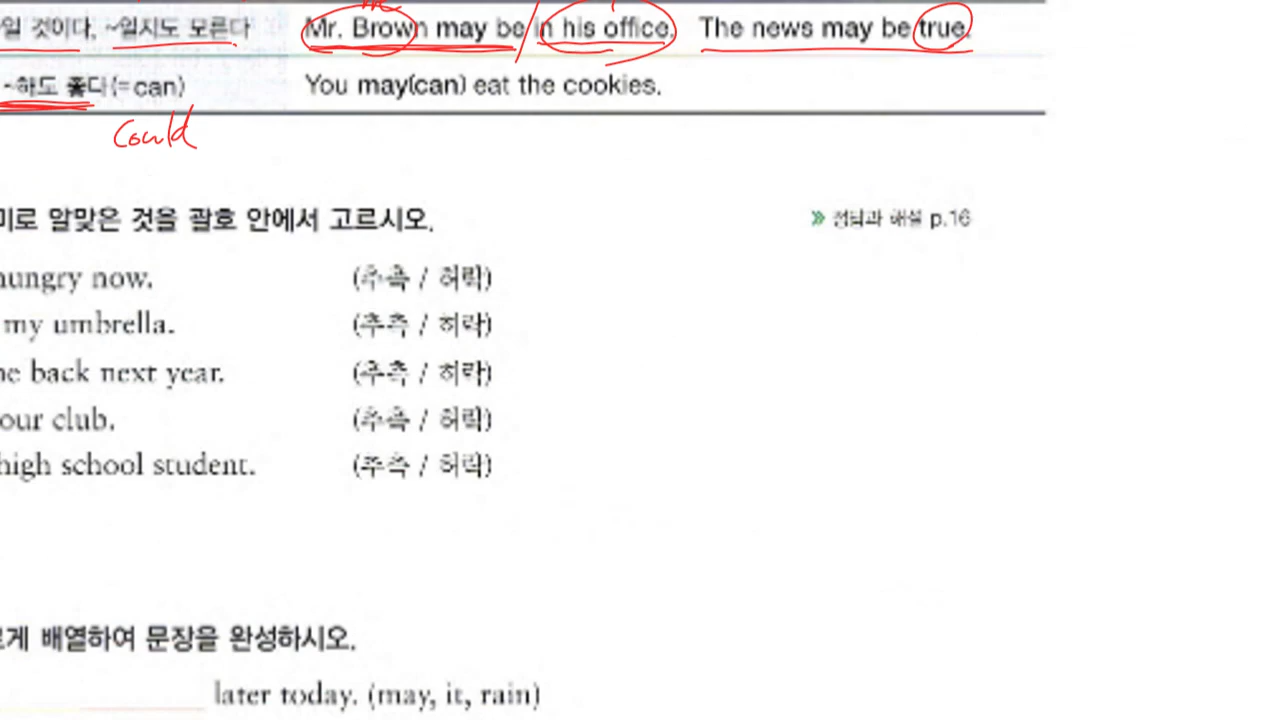 일 것이다, ~일지도 모른다 Mr. Brown may be in his office. The news may be true.
~하도 좋다(=can) You may(can) eat the cookies.
could
미로 알맞은 것을 괄호 안에서 고르시오. » 정답과 해설 p.16
hungry now. (추측 / 허락)
my umbrella. (추측 / 허락)
me back next year. (추측 / 허락)
our club. (추측 / 허락)
high school student. (추측 / 허락)
르게 배열하여 문장을 완성하시오.
later today. (may, it, rain)